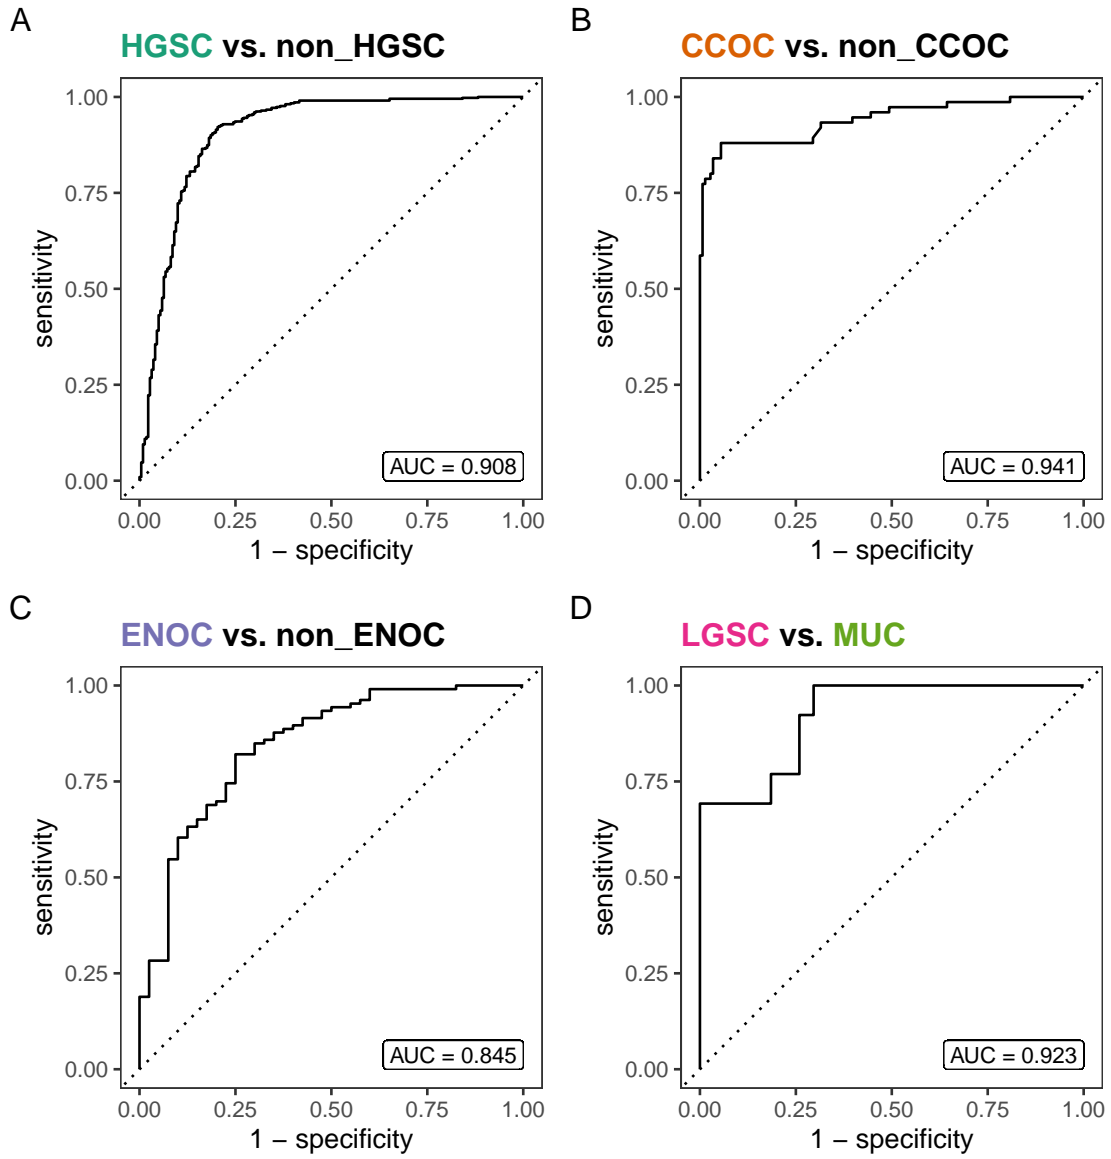 A
HGSC vs. non_HGSC
1.00
0.75
0.50
0.25
0.00
sensitivity
AUC = 0.908
0.00 0.25 0.50 0.75 1.00
1 − specificity
B
CCOC vs. non_CCOC
1.00
0.75
0.50
0.25
0.00
sensitivity
AUC = 0.941
0.00 0.25 0.50 0.75 1.00
1 − specificity
C
ENOC vs. non_ENOC
1.00
0.75
0.50
0.25
0.00
sensitivity
AUC = 0.845
0.00 0.25 0.50 0.75 1.00
1 − specificity
D
LGSC vs. MUC
1.00
0.75
0.50
0.25
0.00
sensitivity
AUC = 0.923
0.00 0.25 0.50 0.75 1.00
1 − specificity